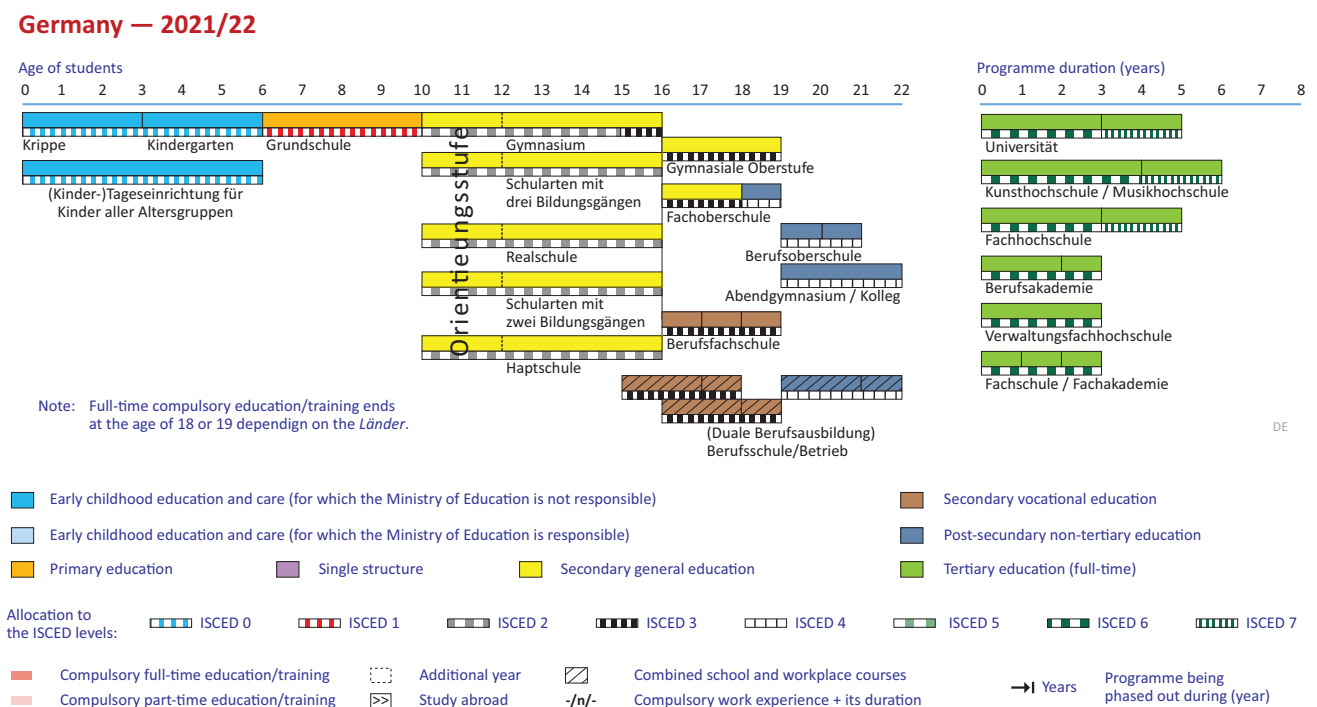 Germany — 2021/22
Age of students
Programme duration (years)
0 1 2 3 4 5 6 7 8 9 10 11 12 13 14 15 16 17 18 19 20 21 22
0 1 2 3 4 5 6 7 8
Krippe
Kindergarten
Grundschule
Gymnasium
(Kinder-)Tageseinrichtung für
Kinder aller Altersgruppen
Orientieungsstufe
Schularten mit
drei Bildungsgängen
Realschule
Schularten mit
zwei Bildungsgängen
Haptschule
Gymnasiale Oberstufe
Fachoberschule
Berufsoberschule
Abendgymnasium / Kolleg
Berufsfachschule
(Duale Berufsausbildung)
Berufsschule/Betrieb
Universität
Kunsthochschule / Musikhochschule
Fachhochschule
Berufsakademie
Verwaltungsfachhochschule
Fachschule / Fachakademie
Note: Full-time compulsory education/training ends
at the age of 18 or 19 dependign on the Länder.
DE
Early childhood education and care (for which the Ministry of Education is not responsible)
Secondary vocational education
Early childhood education and care (for which the Ministry of Education is responsible)
Post-secundary non-tertiary education
Primary education
Single structure
Secondary general education
Tertiary education (full-time)
Allocation to
the ISCED levels:
ISCED 0
ISCED 1
ISCED 2
ISCED 3
ISCED 4
ISCED 5
ISCED 6
ISCED 7
Compulsory full-time education/training
Additional year
Combined school and workplace courses
Years
Programme being
phased out during (year)
Compulsory part-time education/training
>> Study abroad
-/n/- Compulsory work experience + its duration